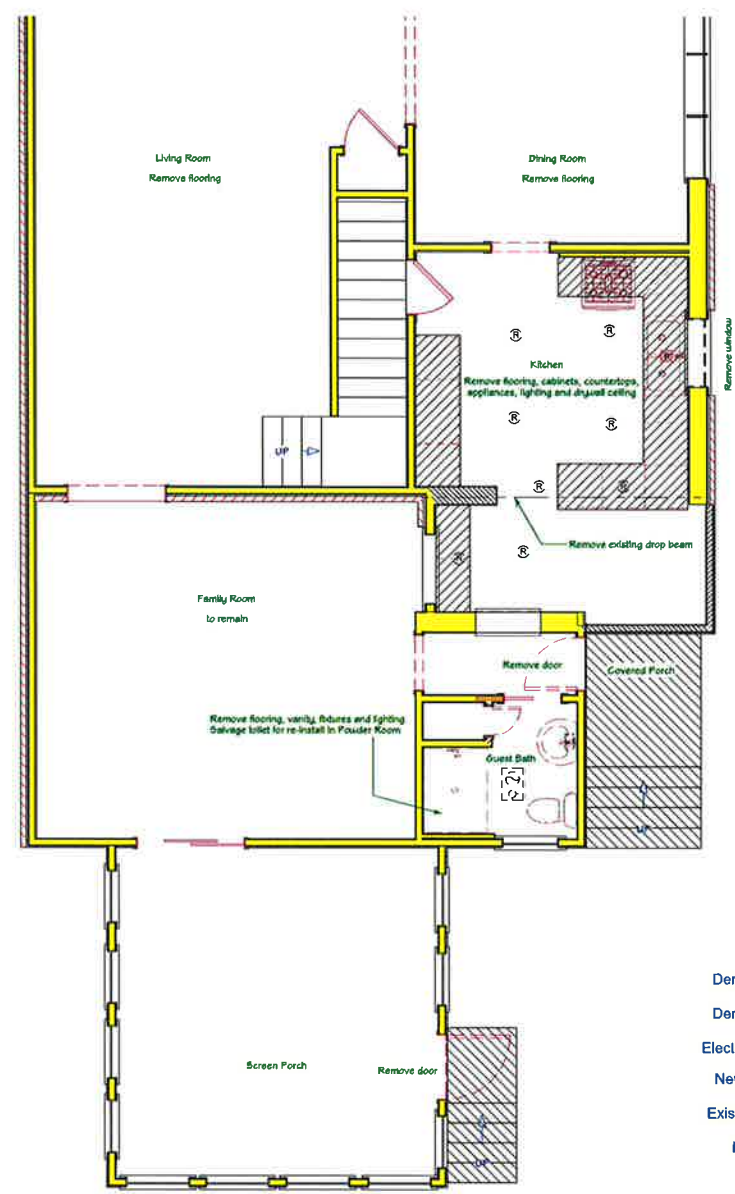 Living Room
Remove flooring
Dining Room
Remove flooring
Remove window
R
R
R
Kitchen
Remove flooring, cabinets, countertops,
appliances, lighting and drywall ceiling
R
R
UP
R
R
Remove existing drop beam
R
R
Family Room
to remain
Remove door
Covered Porch
Remove flooring, vanity, fixtures and lighting
Salvage toilet for re-install in Powder Room
Guest Bath
UP
Screen Porch
Remove door
UP
Elect